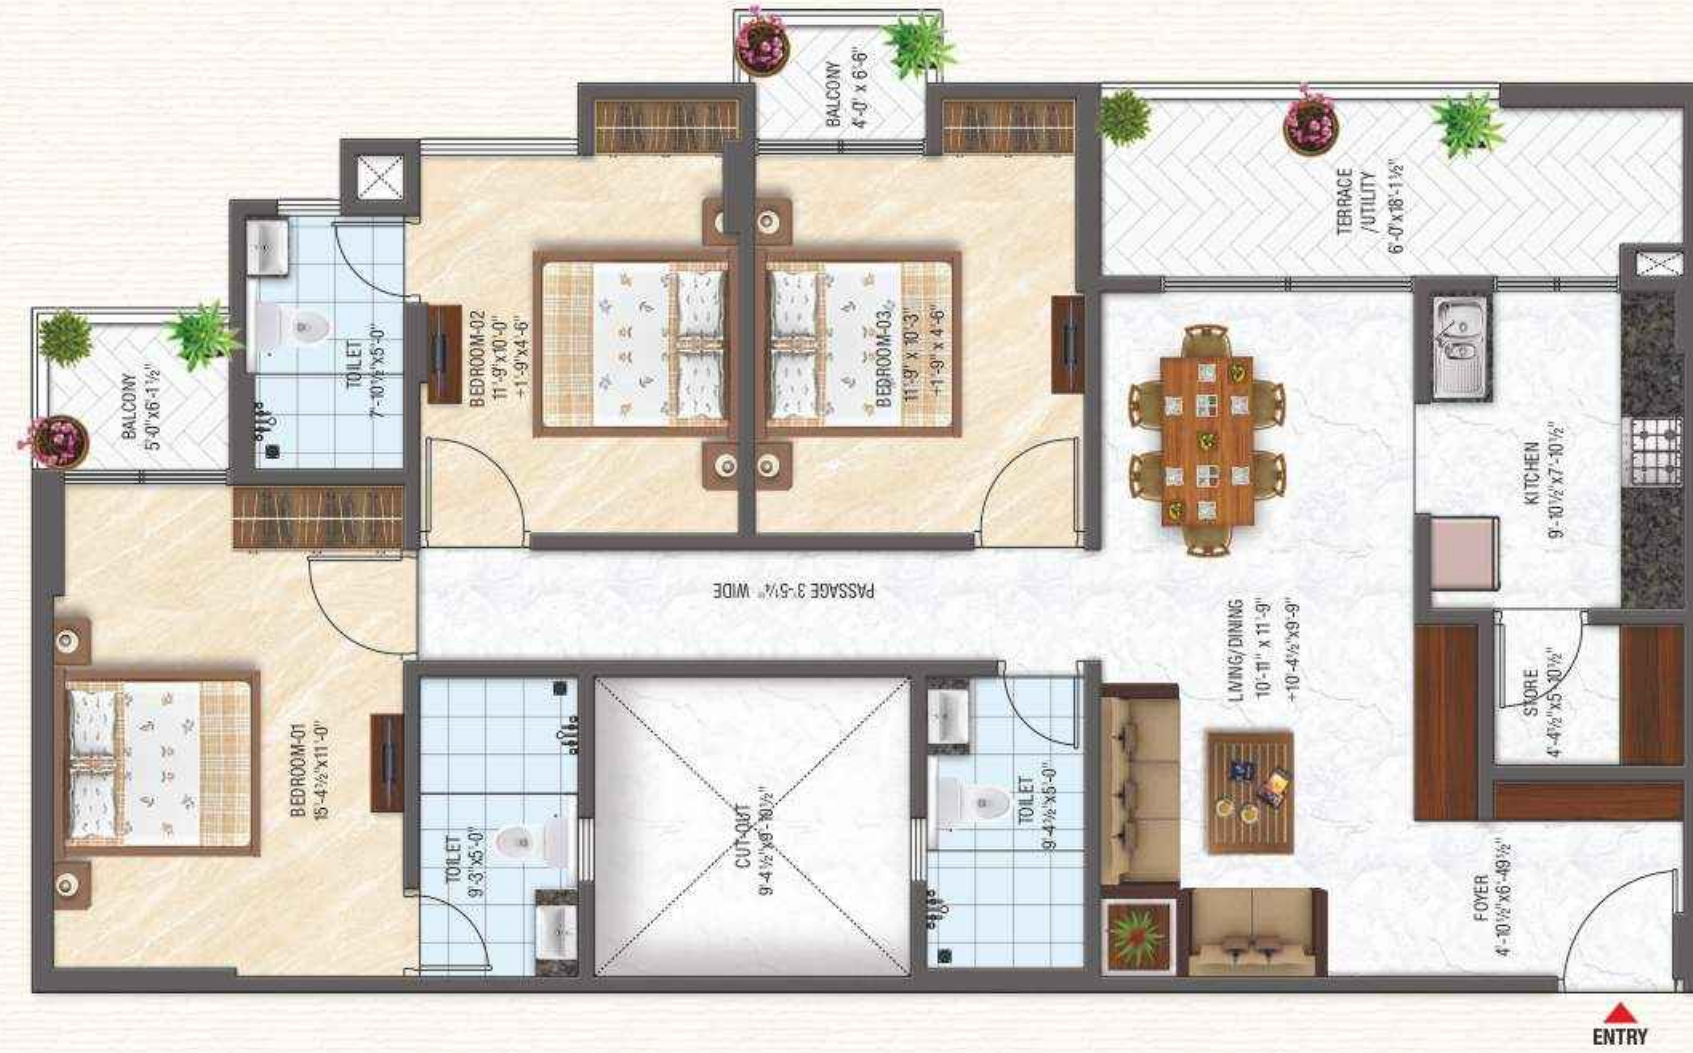 BALCONY
4'-0" x 6'-6"
TERRACE
/UTILITY
6'-0"x18'-1½"
BALCONY
5'-0"x6'-1½"
TOILET
7'-10½"x5'-0"
BEDROOM-02
11'-9"x10'-0"
+1'-9"x4'-6"
BEDROOM-03
11'-9" x 10'-3"
+1'-9" x 4'-6"
KITCHEN
9'-10½"x7'-10½"
PASSAGE 3'-5¼" WIDE
LIVING/DINING
10'-11" x 11'-9"
+10'-4½"x9'-9"
STORE
4'-4½"x5'-10½"
BEDROOM-01
15'-4½"x11'-0"
TOILET
9'-3"x5'-0"
CUT-OUT
9'-4½"x9'-10½"
TOILET
9'-4½"x5'-0"
FOYER
4'-10½"x6'-49½"
ENTRY